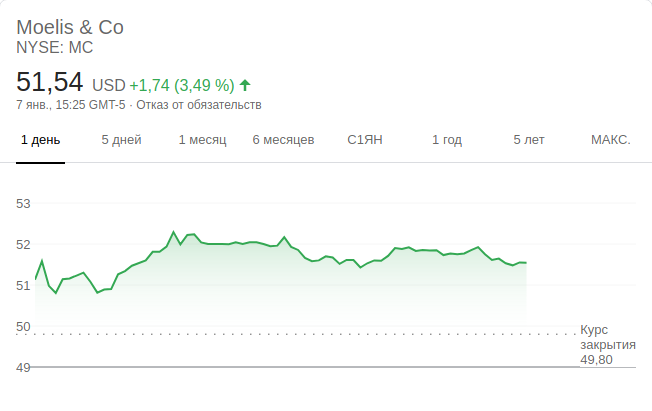 Moelis & Co
NYSE: MC
51,54 USD +1,74 (3,49 %)
7 янв., 15:25 GMT-5 · Отказ от обязательств
1 день 5 дней 1 месяц 6 месяцев С1ЯН 1 год 5 лет МАКС.
53
52
51
50
Курс
закрытия
49,80
49